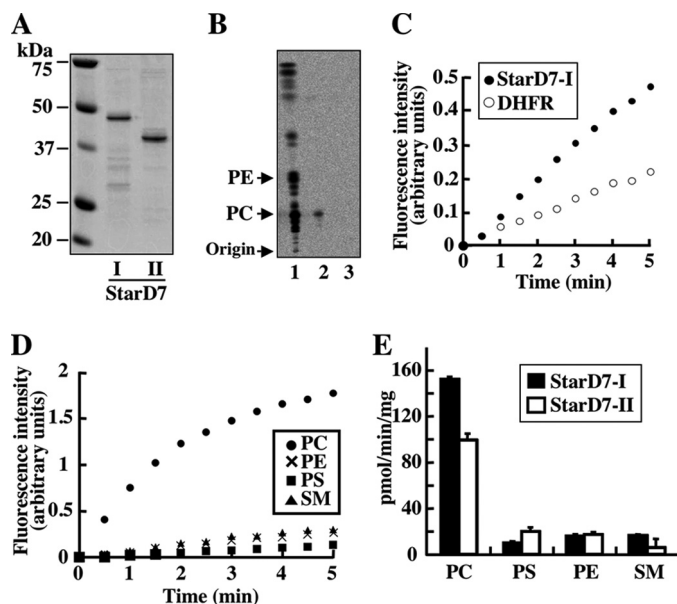 A
kDa
75
50
37
25
20
I II
StarD7
B
PE
PC
Origin
1 2 3
C
Fluorescence intensity
(arbitrary units)
0.5
0.4
0.3
0.2
0.1
0
StarD7-I
DHFR
0 1 2 3 4 5
Time (min)
D
Fluorescence intensity
(arbitrary units)
2
1.5
1
0.5
0
PC
PE
PS
SM
0 1 2 3 4 5
Time (min)
E
pmol/min/mg
160
120
80
40
0
StarD7-I
StarD7-II
PC PS PE SM